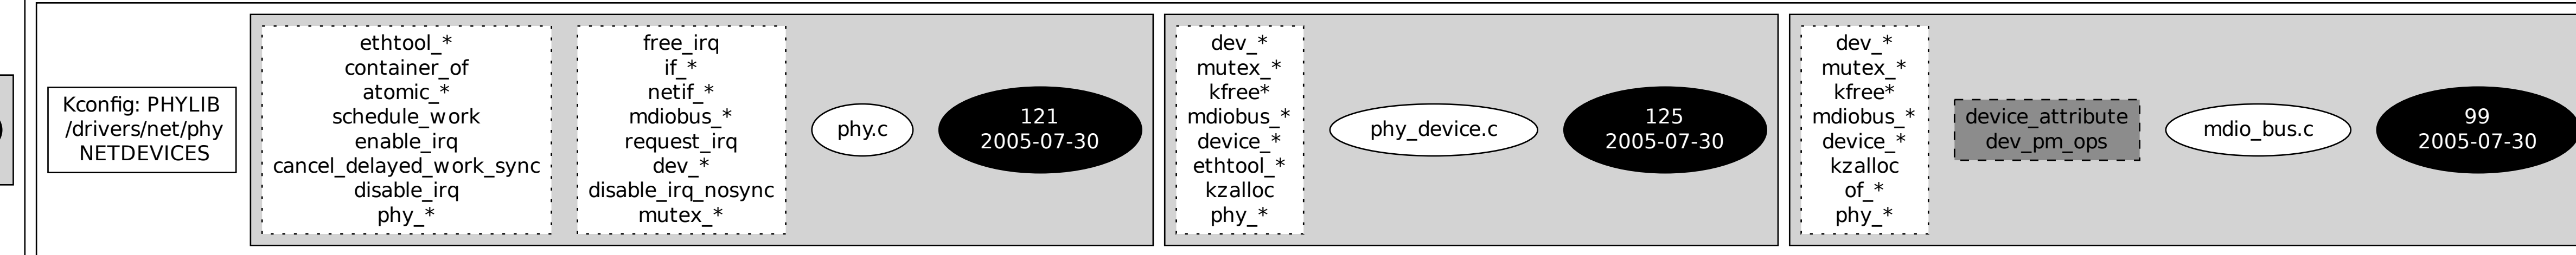 Kconfig: PHYLIB
/drivers/net/phy
NETDEVICES
ethtool_*
container_of
atomic_*
schedule_work
enable_irq
cancel_delayed_work_sync
disable_irq
phy_*
free_irq
if_*
netif_*
mdiobus_*
request_irq
dev_*
disable_irq_nosync
mutex_*
phy.c
121
2005-07-30
dev_*
mutex_*
kfree*
mdiobus_*
device_*
ethtool_*
kzalloc
phy_*
phy_device.c
125
2005-07-30
dev_*
mutex_*
kfree*
mdiobus_*
device_*
kzalloc
of_*
phy_*
device_attribute
dev_pm_ops
mdio_bus.c
99
2005-07-30